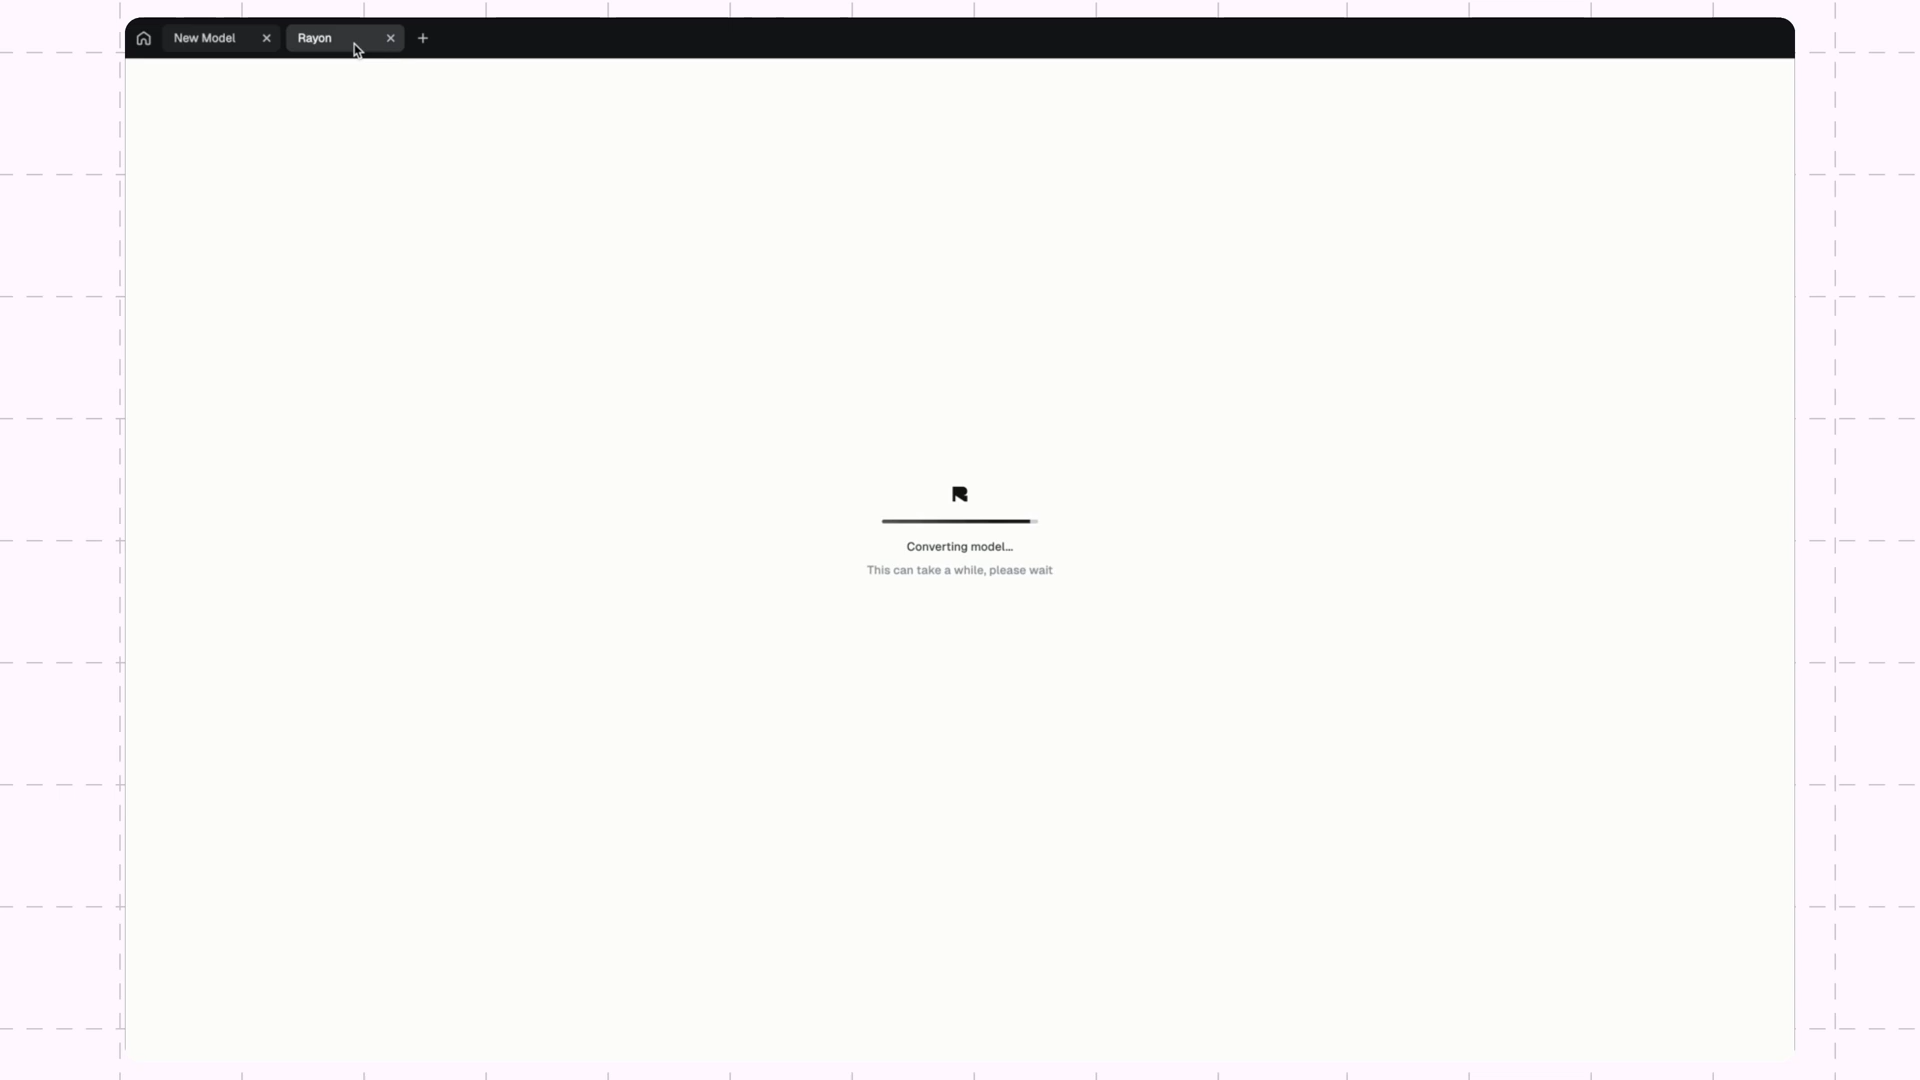 New Model
Rayon
Converting model...
This can take a while, please wait